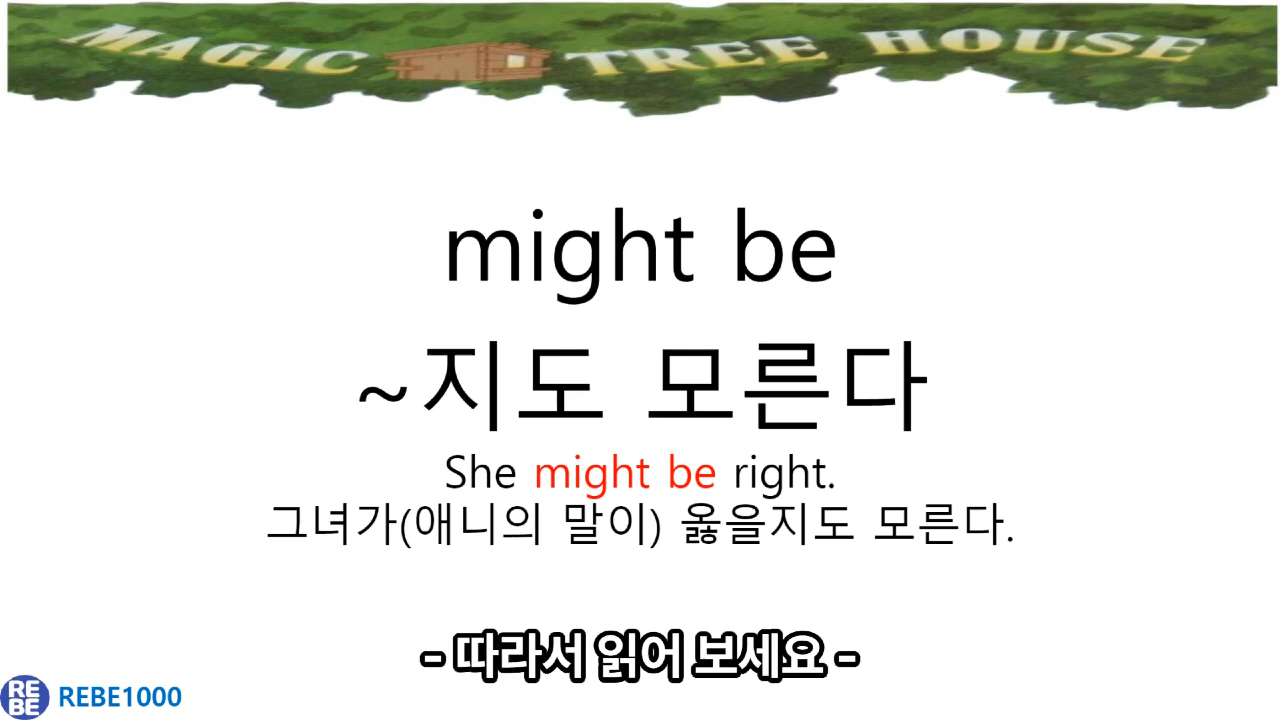 MAGIC TREE HOUSE
might be
~지도 모른다
She might be right.
그녀가(애니의 말이) 옳을지도 모른다.
- 따라서 읽어 보세요 -
RE
BE
REBE1000